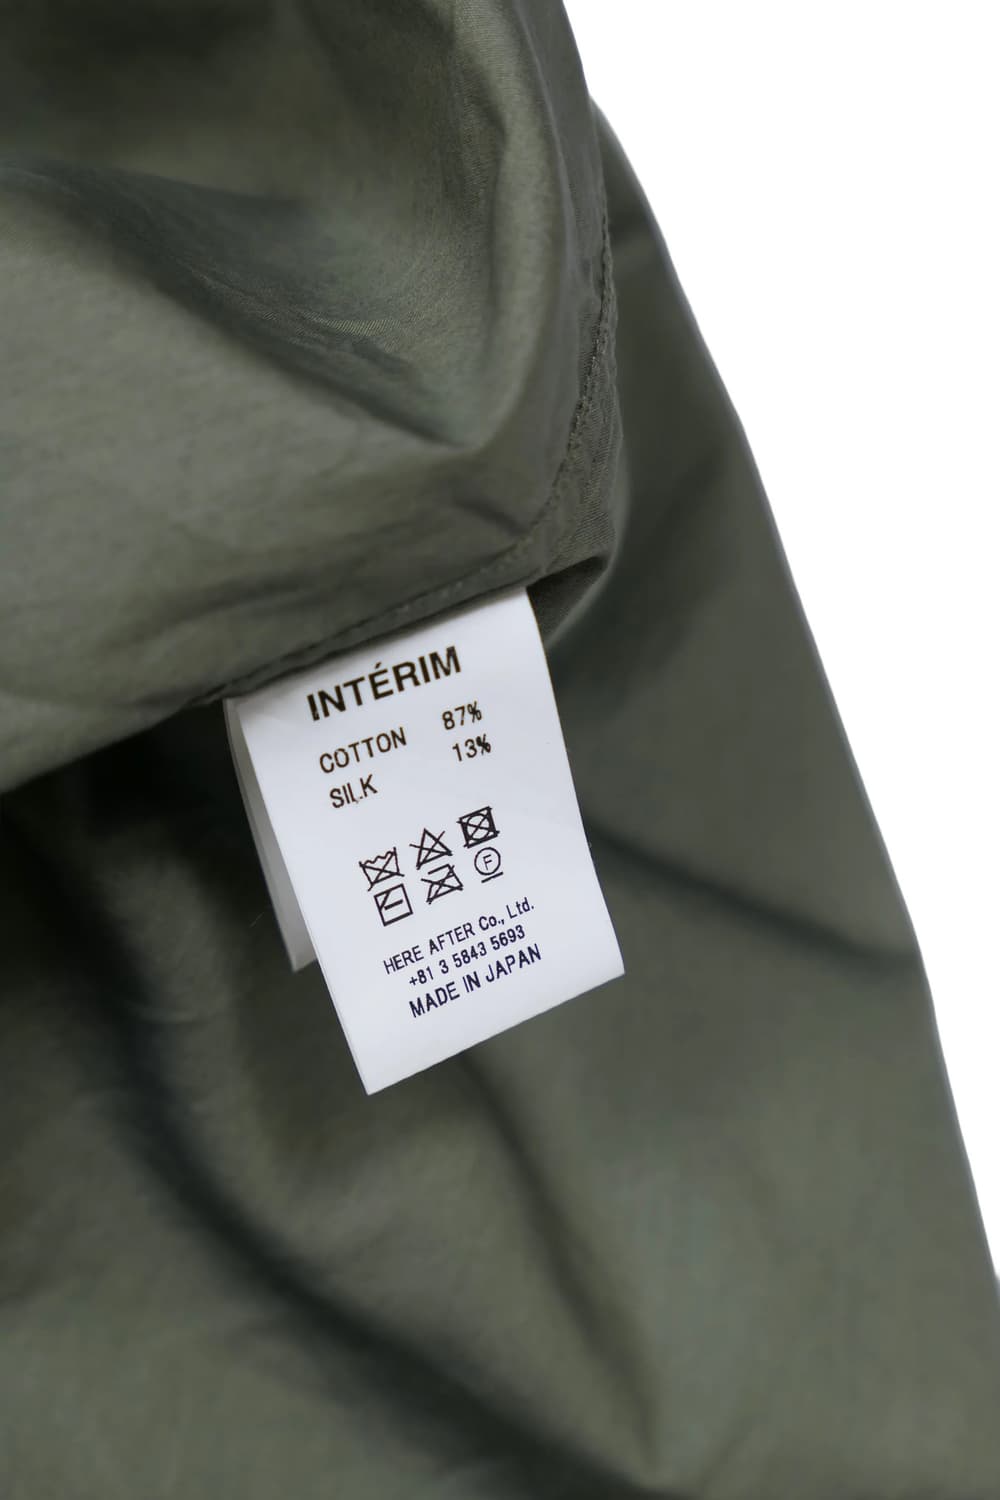 INTÉRIM
COTTON 87%
SILK 13%
F
HERE AFTER Co., Ltd.
+81 3 5843 5693
MADE IN JAPAN